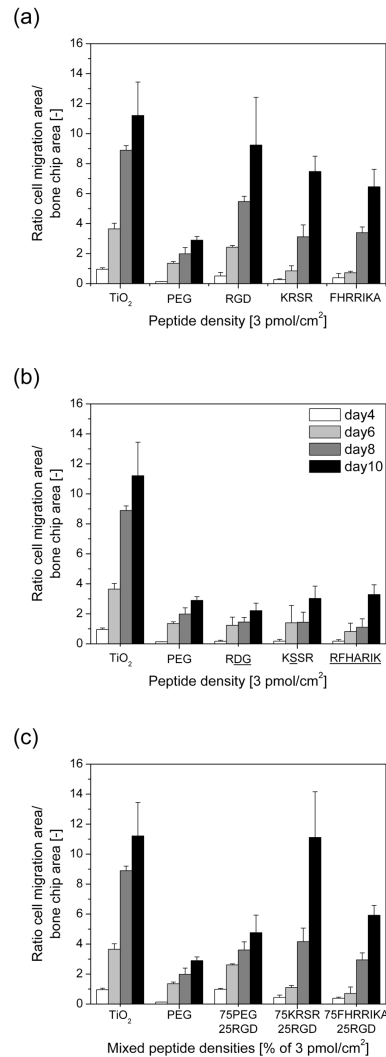 (a)
Ratio cell migration area/
bone chip area [-]
16
14
12
10
8
6
4
2
0
TiO₂ PEG RGD KRSR FHRRIKA
Peptide density [3 pmol/cm²]
(b)
Ratio cell migration area/
bone chip area [-]
16
14
12
10
8
6
4
2
0
day4
day6
day8
day10
TiO₂ PEG RDG KSSR RFHARIK
Peptide density [3 pmol/cm²]
(c)
Ratio cell migration area/
bone chip area [-]
16
14
12
10
8
6
4
2
0
TiO₂ PEG 75PEG 75KRSR 75FHRRIKA
25RGD 25RGD 25RGD
Mixed peptide densities [% of 3 pmol/cm²]